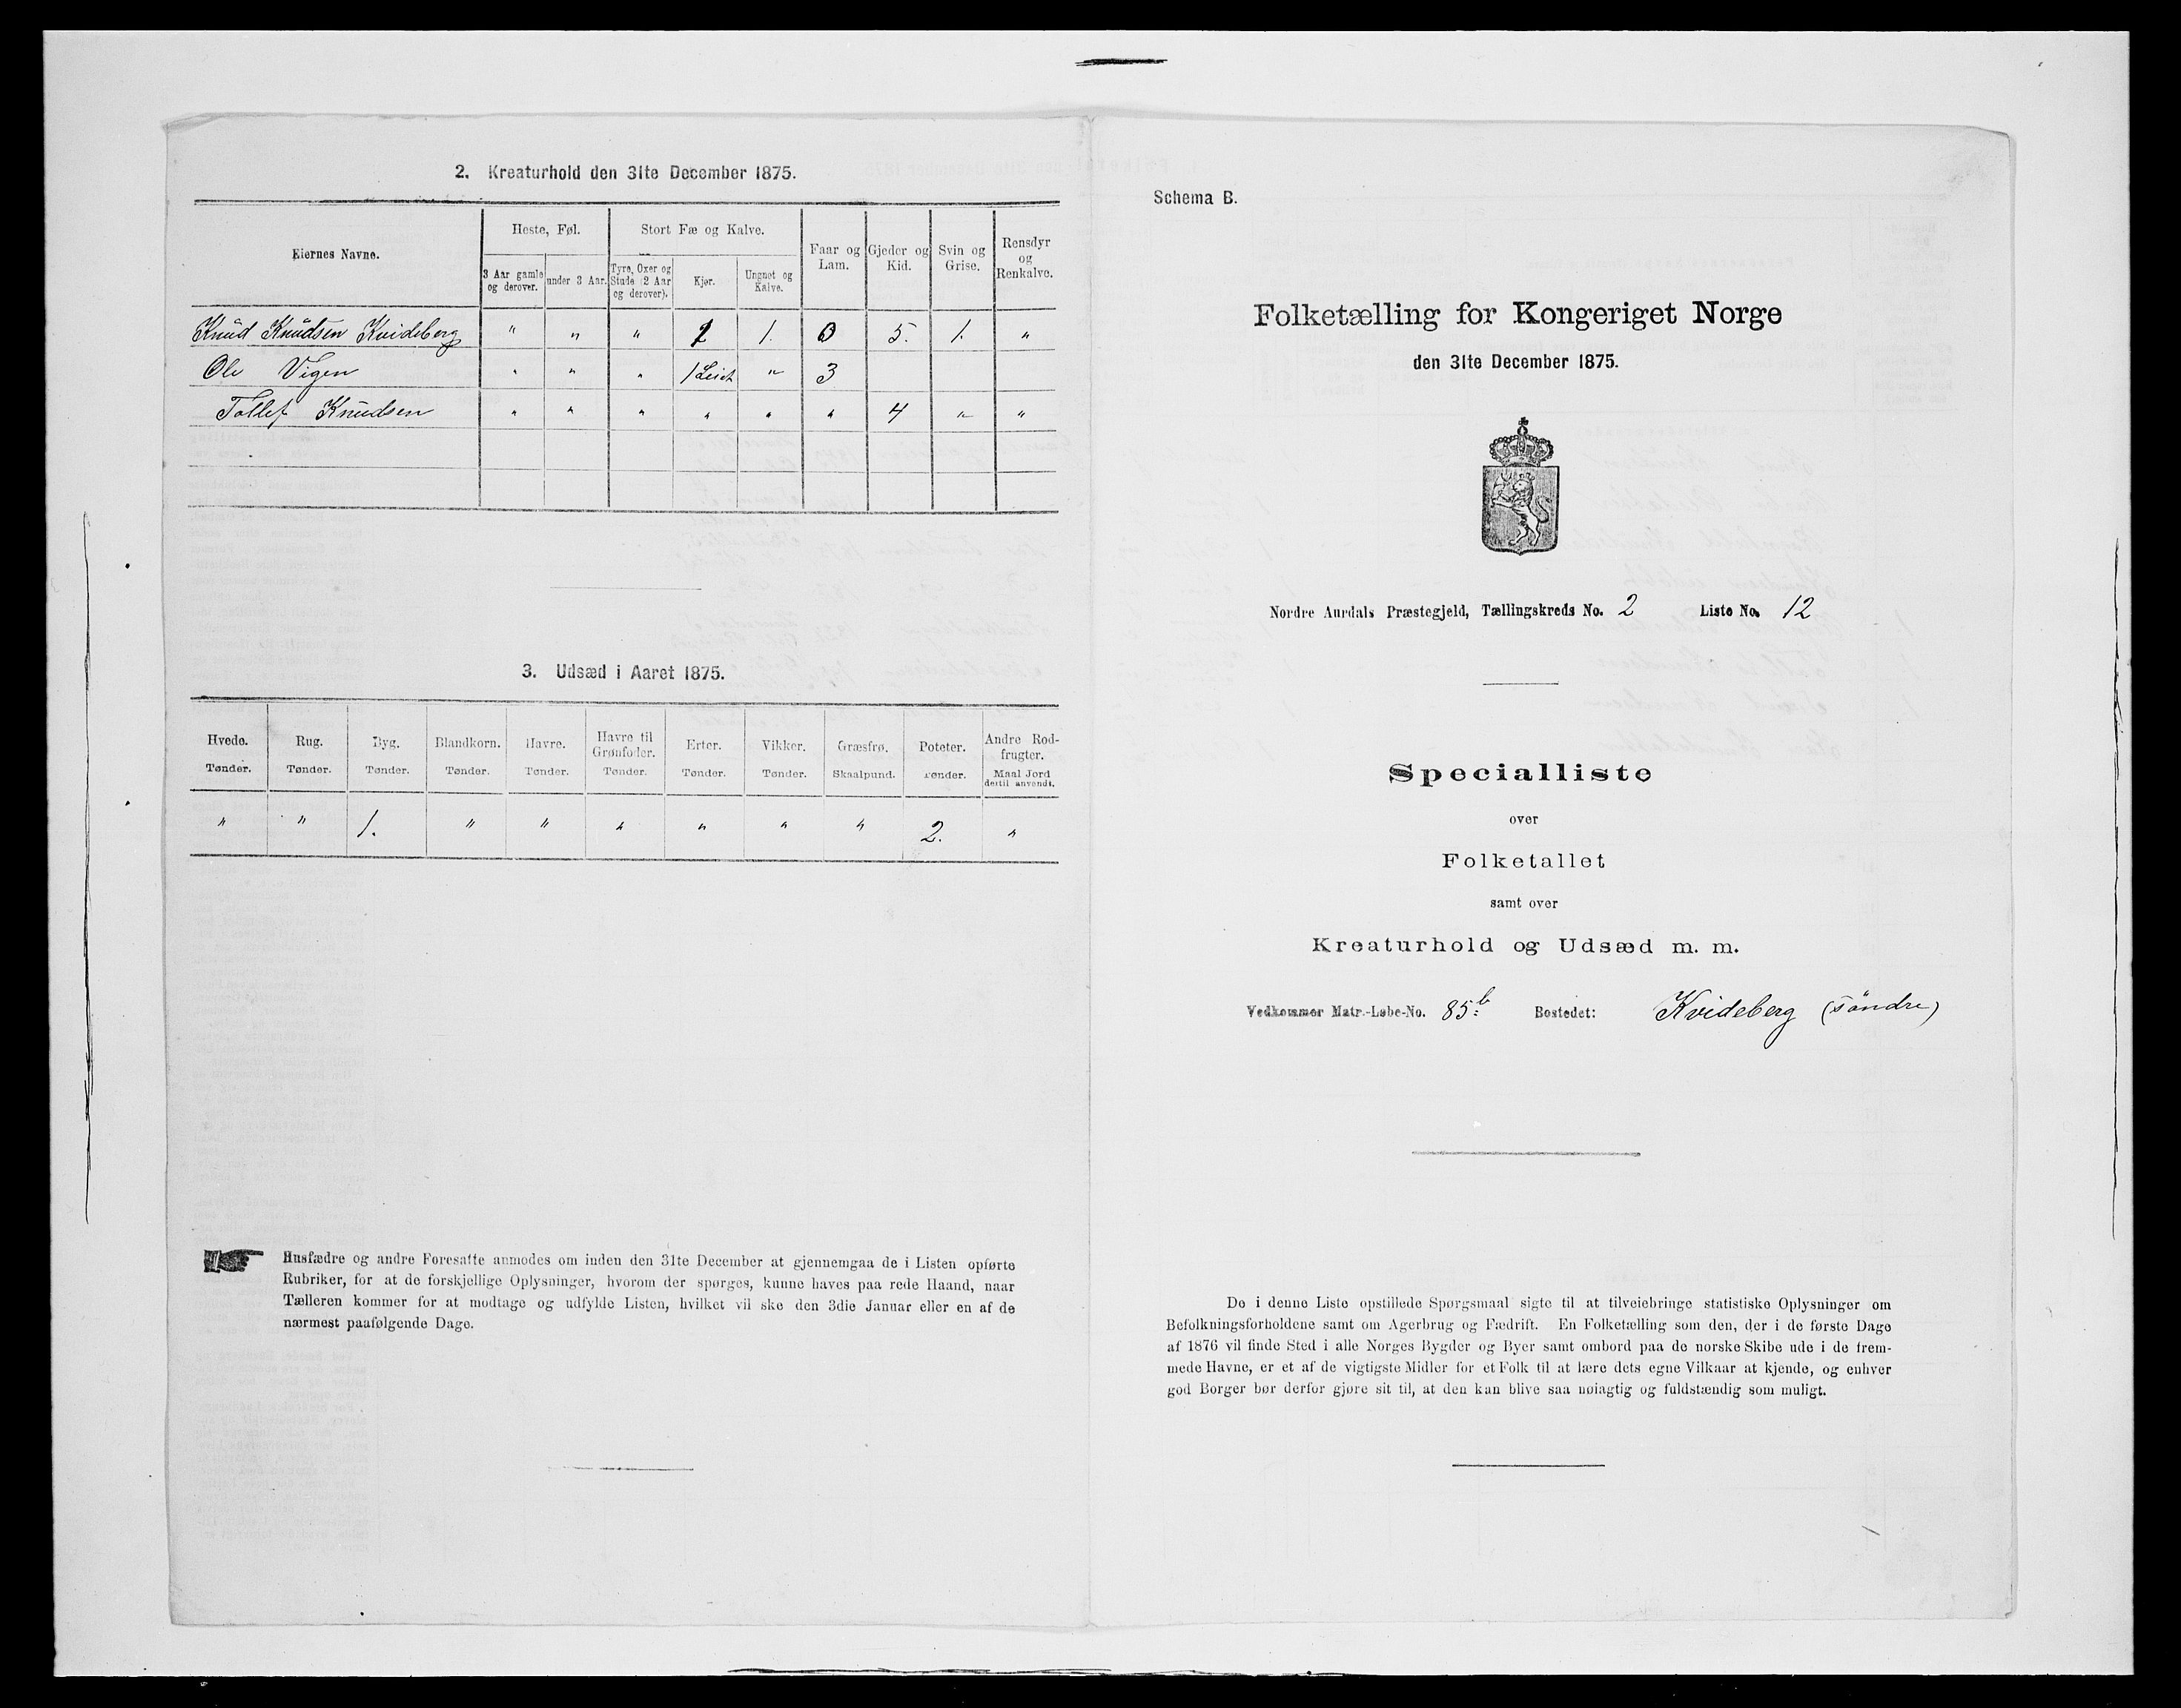 2. Kreaturhold den 31te December 1875.
Eiernes Navne.
Heste, Føl.
Stort Fæ og Kalve.
Faar og Lam.
Gjeder og Kid.
Svin og Grise.
Rensdyr og Renkalve.
3 Aar gamle og derover.
under 3 Aar.
Tyre, Oxer og Stude (2 Aar og derover).
Kjør.
Ungnøt og Kalve.
Knud Knudsen Kvideberg " " " 1. 5. 1. "
Ole Vigen " " " 1 Leiet " 3
Tollef Knudsen " " " " " " 4 " "
3. Udsæd i Aaret 1875.
Hvede. Rug. Byg. Blandkorn. Havre. Havre til Grønfoder. Erter. Vikker. Græsfrø. Poteter. Andre Rodfrugter.
Tønder. Tønder. Tønder. Tønder. Tønder. Tønder. Tønder. Tønder. Skaalpund. Tønder. Maal Jord dertil anvendt.
" " 1. " " " " " " 2. "
Husfædre og andre Foresatte anmodes om inden den 31te December at gjennemgaa de i Listen opførte
Rubriker, for at de forskjellige Oplysninger, hvorom der spørges, kunne haves paa rede Haand, naar
Tælleren kommer for at modtage og udfylde Listen, hvilket vil ske den 3die Januar eller en af de
nærmest paafølgende Dage.
Schema B.
Folketælling for Kongeriget Norge
den 31te December 1875.
Nordre Aurdals Præstegjeld, Tællingskreds No. 2 Liste No. 12
Specialliste
over
Folketallet
samt over
Kreaturhold og Udsæd m. m.
Vedkommer Matr.-Løbe-No. 85b Bostedet: Kvideberg (söndre)
De i denne Liste opstillede Spørgsmaal sigte til at tilveiebringe statistiske Oplysninger om
Befolkningsforholdene samt om Agerbrug og Fædrift. En Folketælling som den, der i de første Dage
af 1876 vil finde Sted i alle Norges Bygder og Byer samt ombord paa de norske Skibe ude i de frem-
mede Havne, er et af de vigtigste Midler for et Folk til at lære dets egne Vilkaar at kjende, og enhver
god Borger bør derfor gjøre sit til, at den kan blive saa nøiagtig og fuldstændig som muligt.